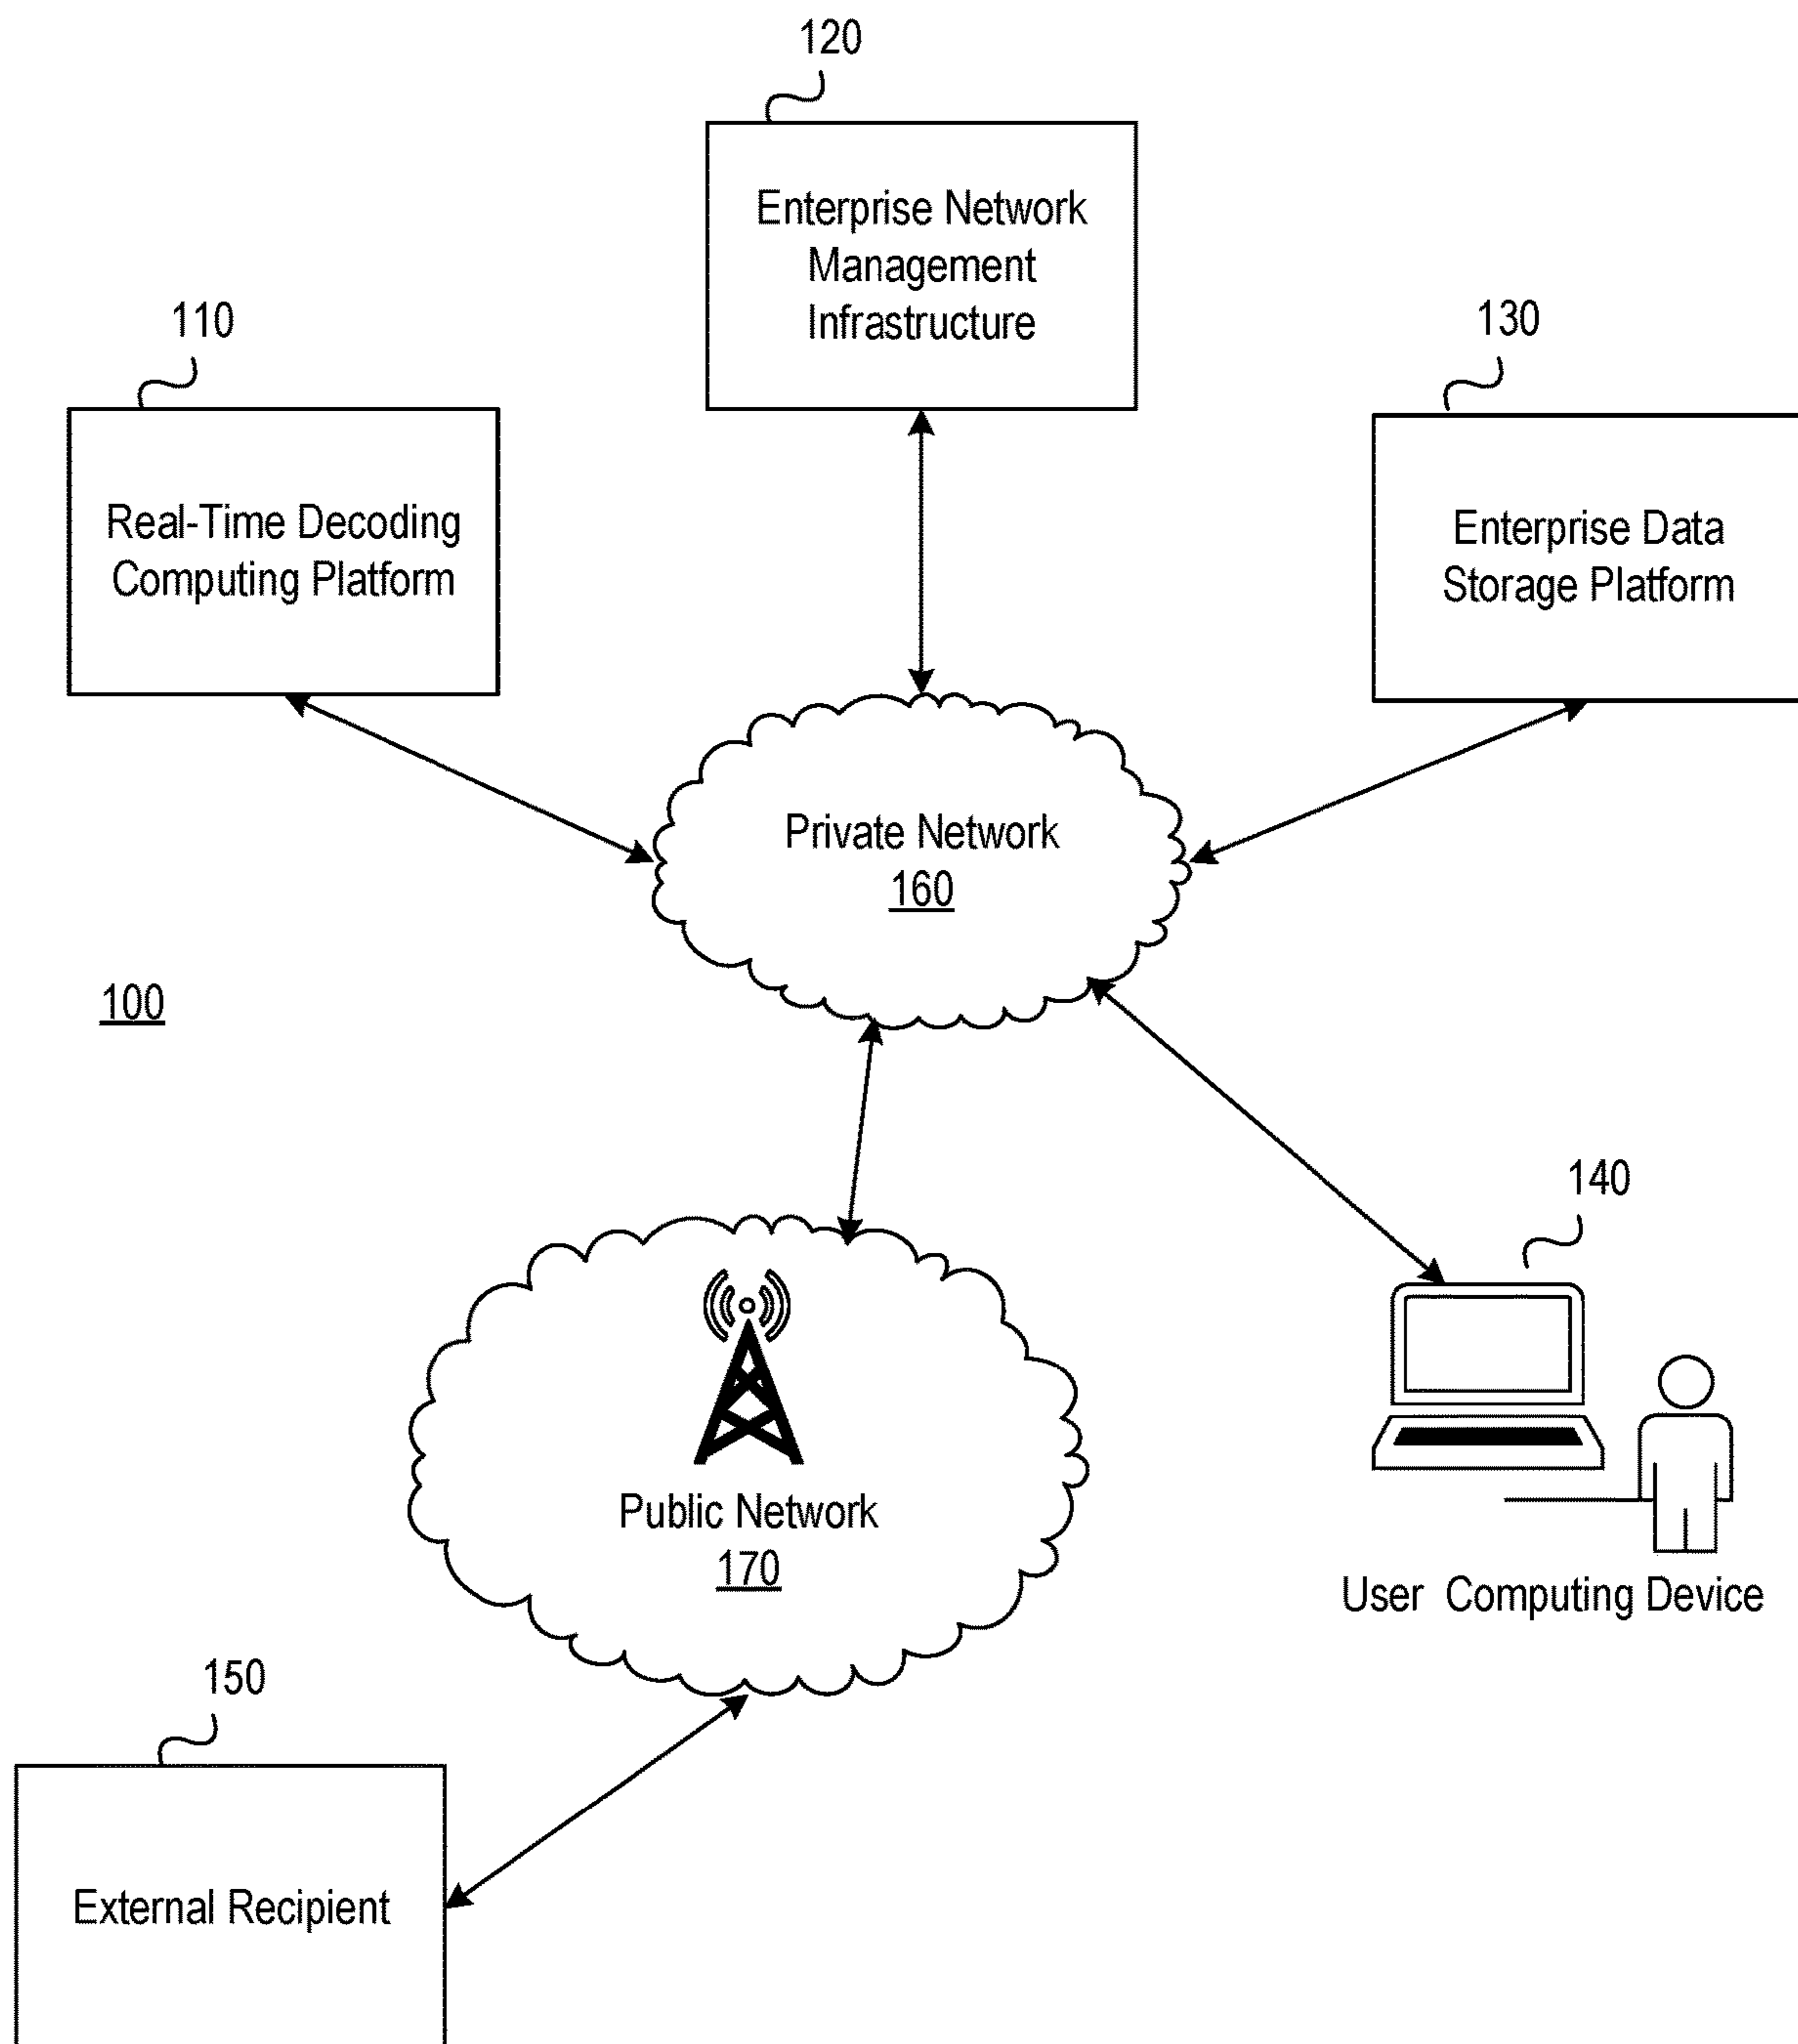 120
Enterprise Network
Management
Infrastructure
110
Real-Time Decoding
Computing Platform
130
Enterprise Data
Storage Platform
Private Network
160
100
140
User Computing Device
Public Network
170
150
External Recipient